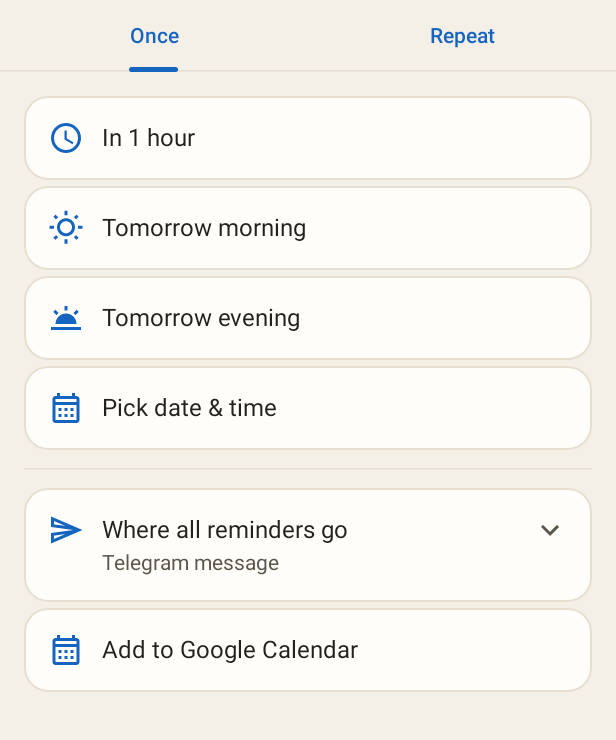 Once
Repeat
In 1 hour
Tomorrow morning
Tomorrow evening
Pick date & time
Where all reminders go
Telegram message
Add to Google Calendar